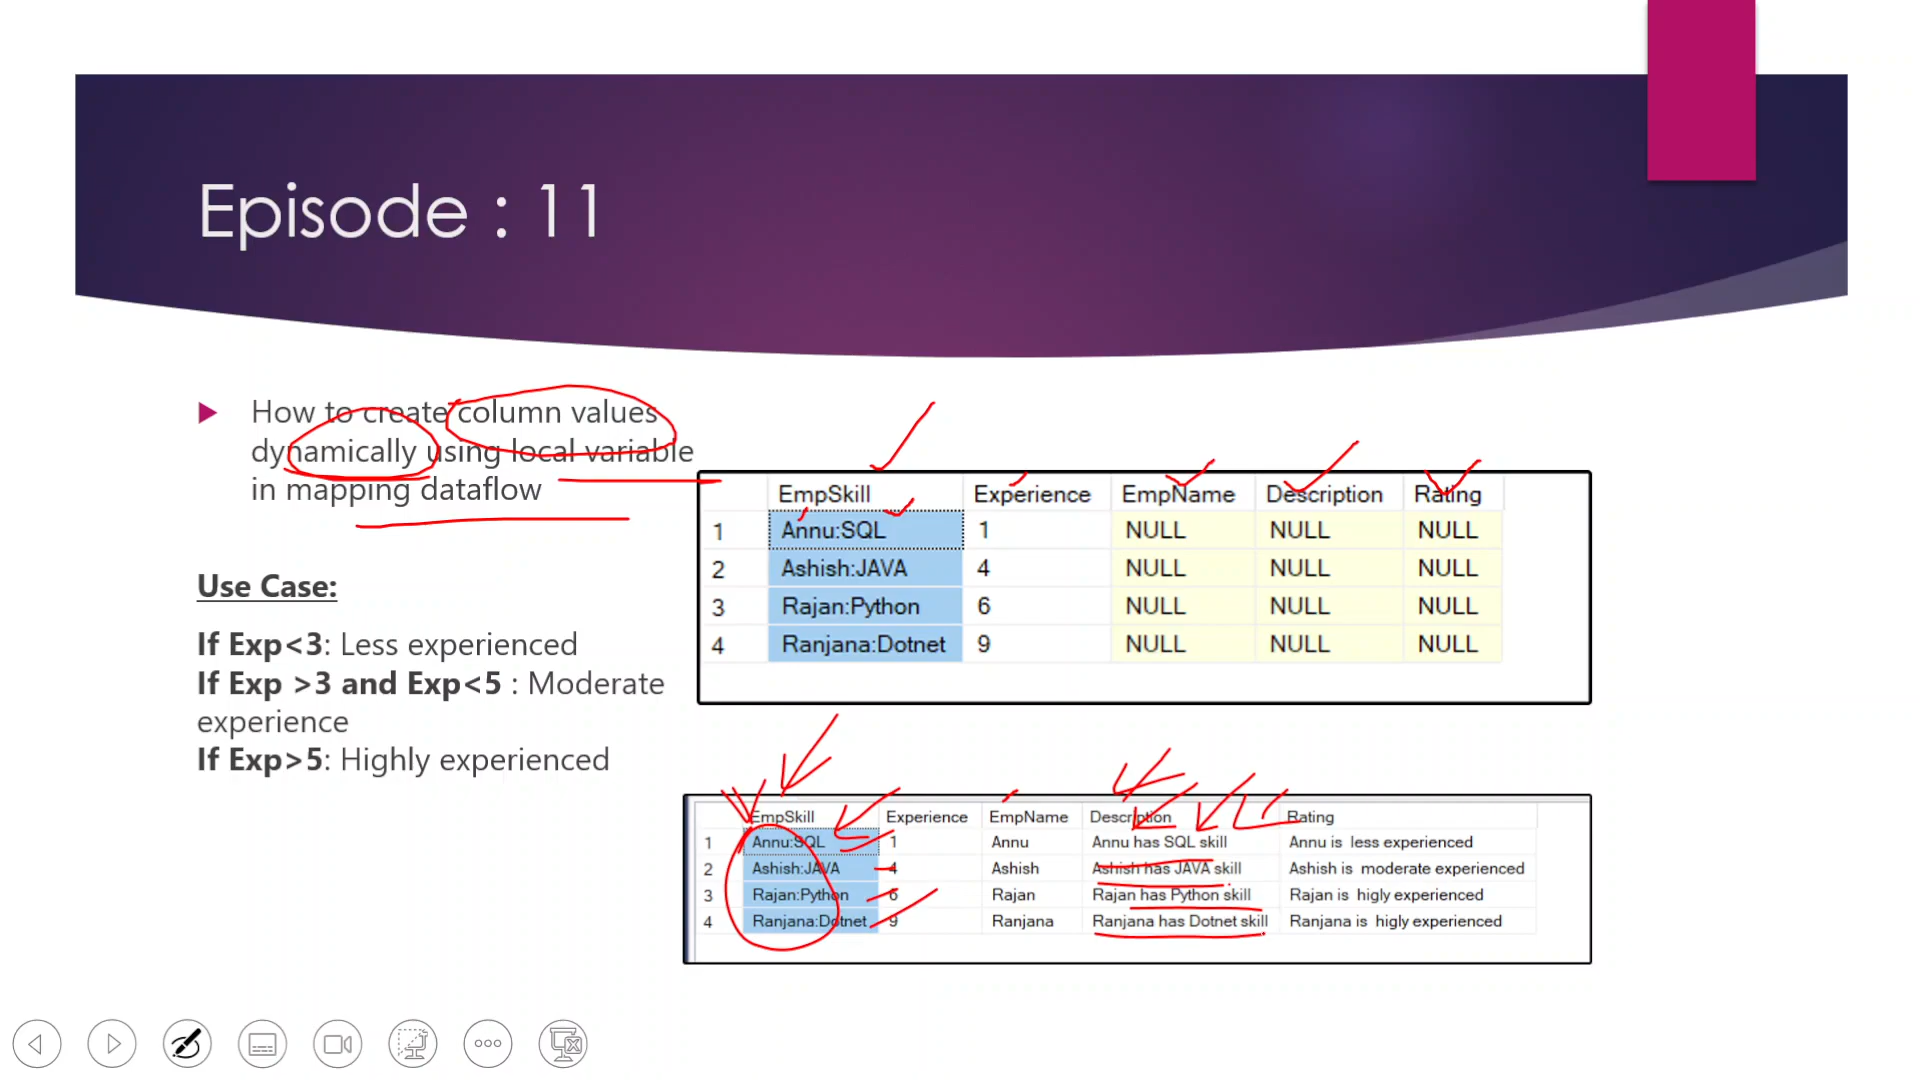 Episode : 11
How to create column values
dynamically using local variable
in mapping dataflow
Use Case:
If Exp<3: Less experienced
If Exp >3 and Exp<5 : Moderate
experience
If Exp>5: Highly experienced
EmpSkill Experience EmpName Description Rating
1 Annu:SQL 1 NULL NULL NULL
2 Ashish:JAVA 4 NULL NULL NULL
3 Rajan:Python 6 NULL NULL NULL
4 Ranjana:Dotnet 9 NULL NULL NULL
EmpSkill Experience EmpName Description Rating
1 Annu:SQL 1 Annu Annu has SQL skill Annu is less experienced
2 Ashish:JAVA 4 Ashish Ashish has JAVA skill Ashish is moderate experienced
3 Rajan:Python 6 Rajan Rajan has Python skill Rajan is higly experienced
4 Ranjana:Dotnet 9 Ranjana Ranjana has Dotnet skill Ranjana is higly experienced